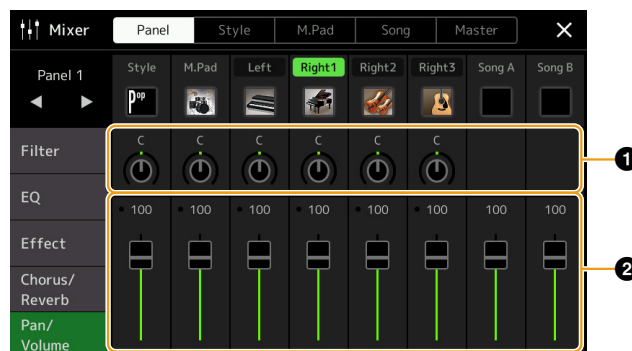 Mixer Panel Style M.Pad Song Master
Panel 1 Style M.Pad Left Right1 Right2 Right3 Song A Song B
Pop
Filter C C C C C C
1
EQ
100 100 100 100 100 100 100 100
Effect
2
Chorus/
Reverb
Pan/
Volume